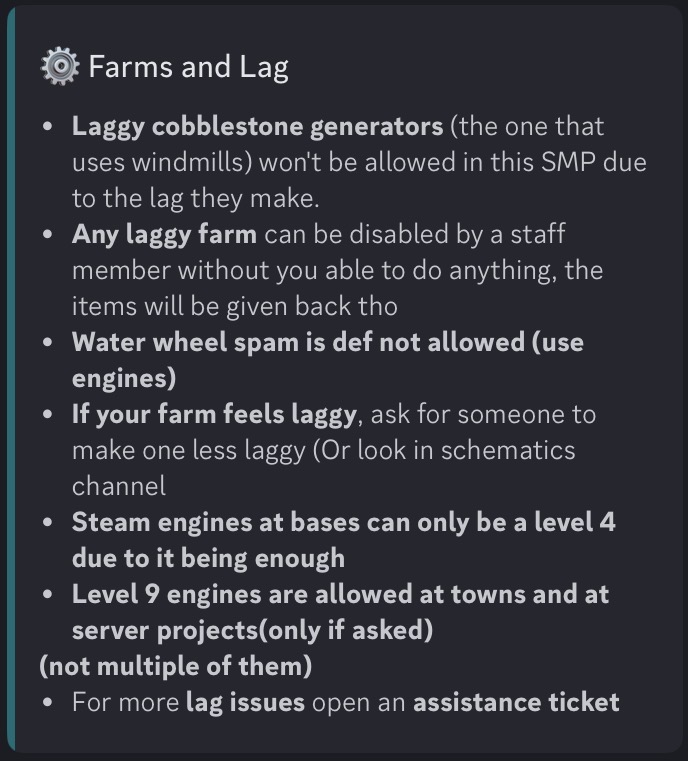 Farms and Lag
• Laggy cobblestone generators (the one that
uses windmills) won't be allowed in this SMP due
to the lag they make.
• Any laggy farm can be disabled by a staff
member without you able to do anything, the
items will be given back tho
• Water wheel spam is def not allowed (use
engines)
• If your farm feels laggy, ask for someone to
make one less laggy (Or look in schematics
channel
• Steam engines at bases can only be a level 4
due to it being enough
• Level 9 engines are allowed at towns and at
server projects(only if asked)
(not multiple of them)
• For more lag issues open an assistance ticket